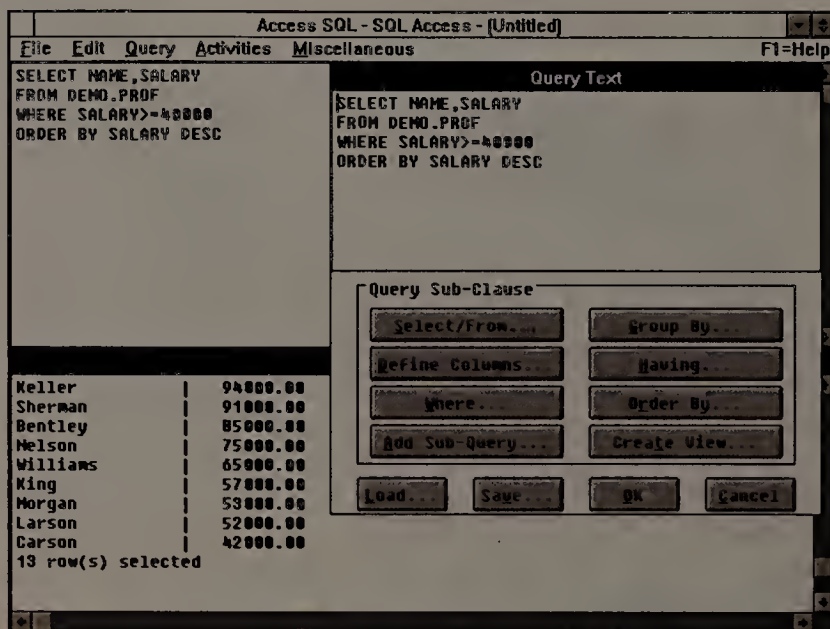 Access SQL - SQL Access - [Untitled]
File Edit Query Activities Miscellaneous F1=Help
SELECT NAME,SALARY
FROM DEMO.PROF
WHERE SALARY>=40000
ORDER BY SALARY DESC
Query Text
SELECT NAME,SALARY
FROM DEMO.PROF
WHERE SALARY>=40000
ORDER BY SALARY DESC
Query Sub-Clause
Select/From...
Group By...
Define Columns...
Having...
Where...
Order By...
Add Sub-Query...
Create View...
Load...
Save...
OK
Cancel
Keller | 94000.00
Sherman | 91000.00
Bentley | 85000.00
Nelson | 75000.00
Williams | 65000.00
King | 57000.00
Morgan | 53000.00
Larson | 52000.00
Carson | 42000.00
13 row(s) selected